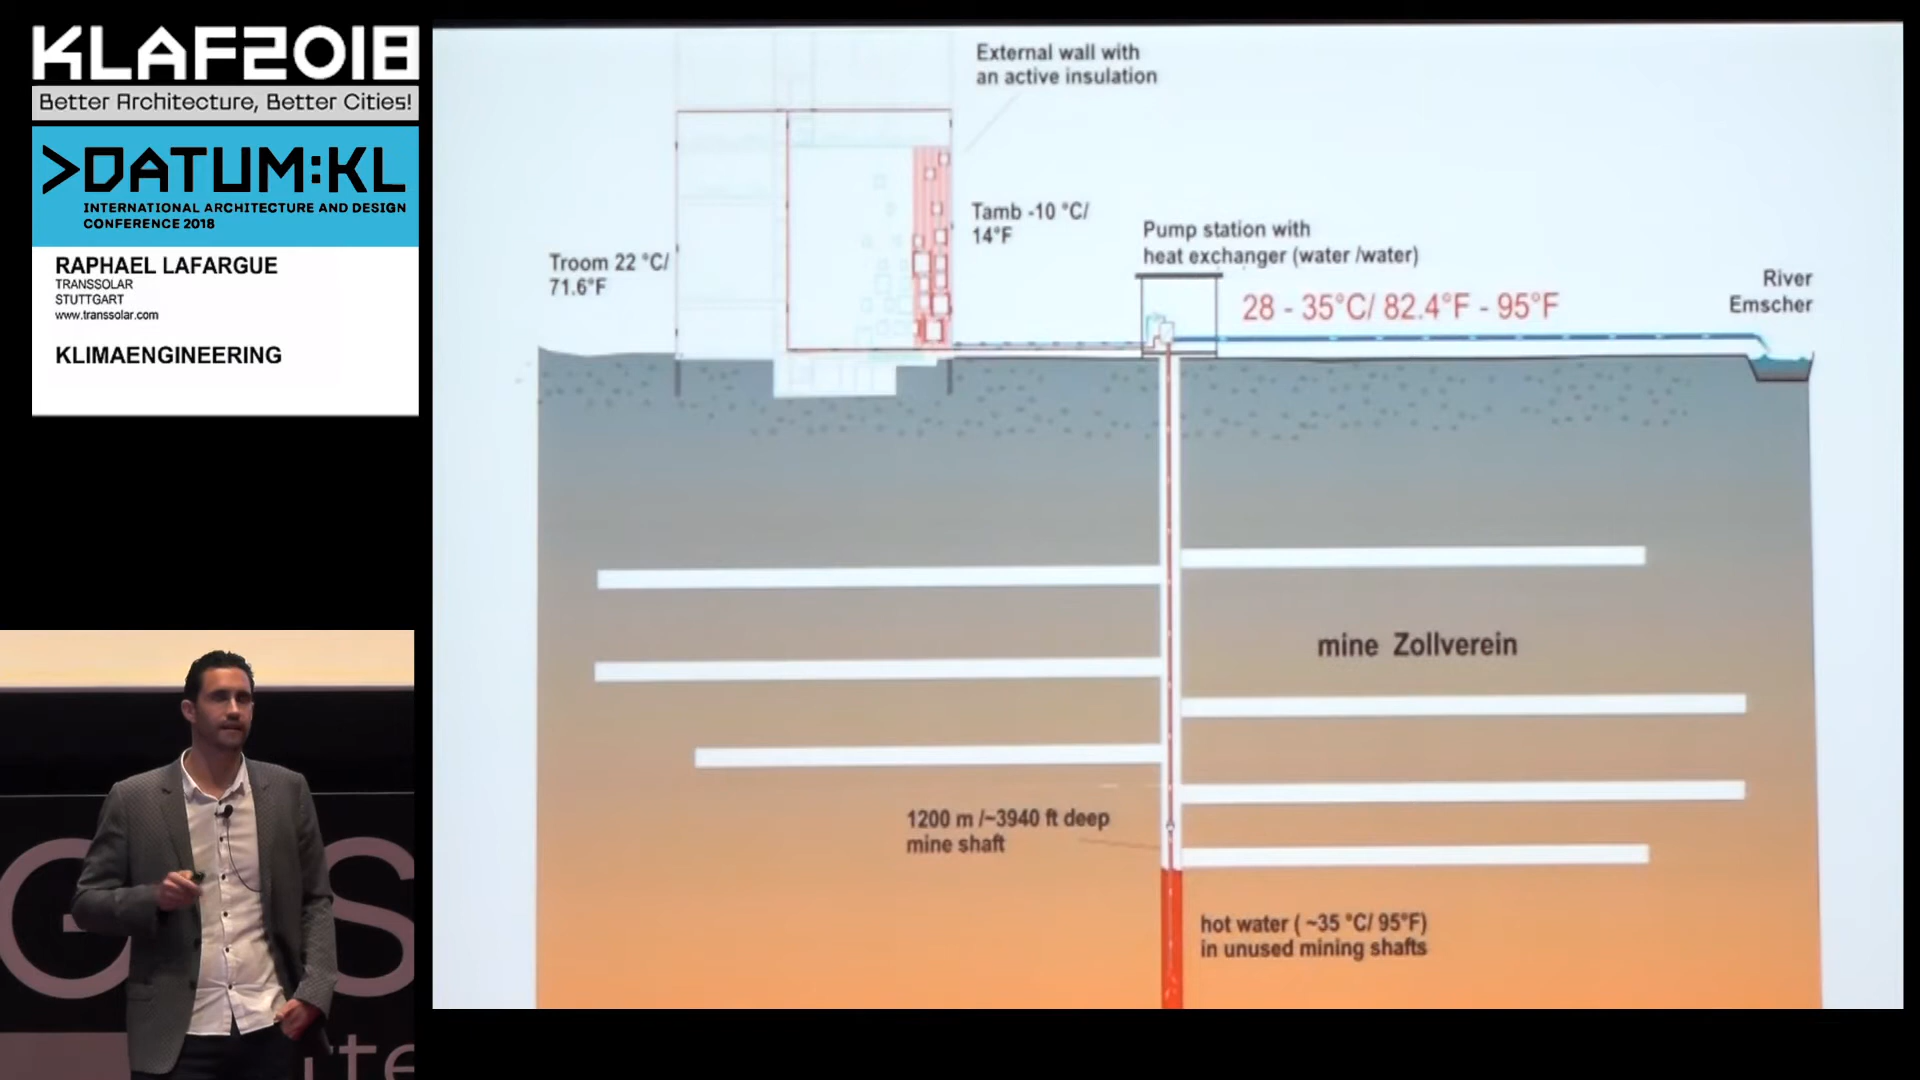 KLAF2018
Better Architecture, Better Cities!
>DATUM:KL
INTERNATIONAL ARCHITECTURE AND DESIGN
CONFERENCE 2018
RAPHAEL LAFARGUE
TRANSSOLAR
STUTTGART
www.transsolar.com
KLIMAENGINEERING
External wall with
an active insulation
Tamb -10 °C/
14°F
Troom 22 °C/
71.6°F
Pump station with
heat exchanger (water /water)
28 - 35°C/ 82.4°F - 95°F
River
Emscher
mine Zollverein
1200 m /~3940 ft deep
mine shaft
hot water ( ~35 °C/ 95°F)
in unused mining shafts